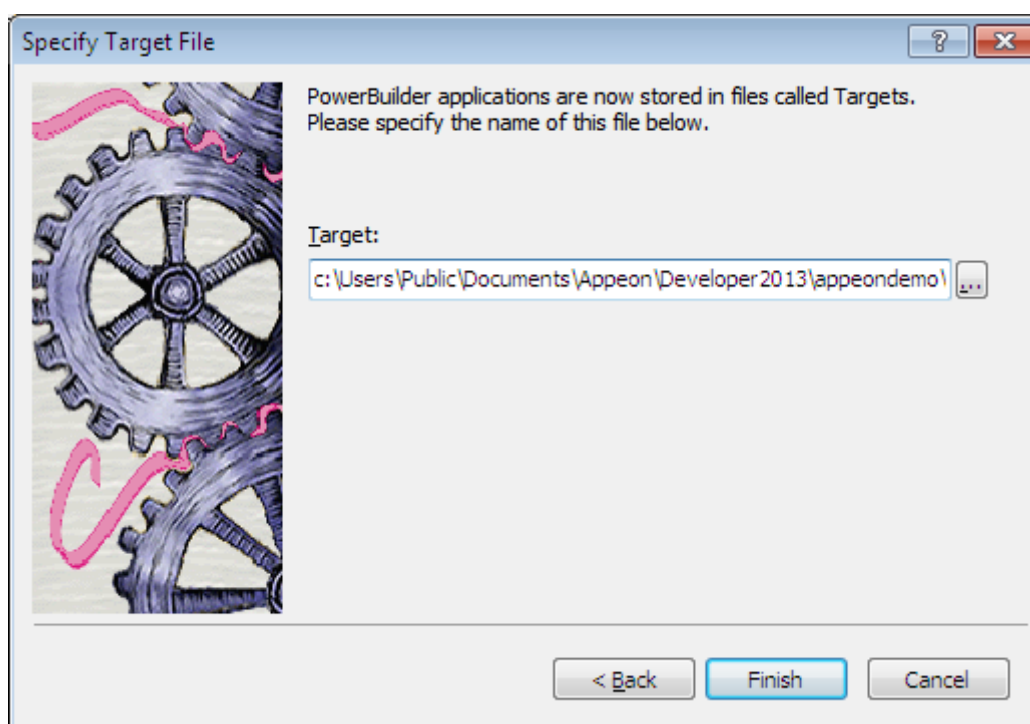 Specify Target File
PowerBuilder applications are now stored in files called Targets.
Please specify the name of this file below.
Target:
c:\Users\Public\Documents\Appeon\Developer2013\appeondemo\
...
< Back
Finish
Cancel